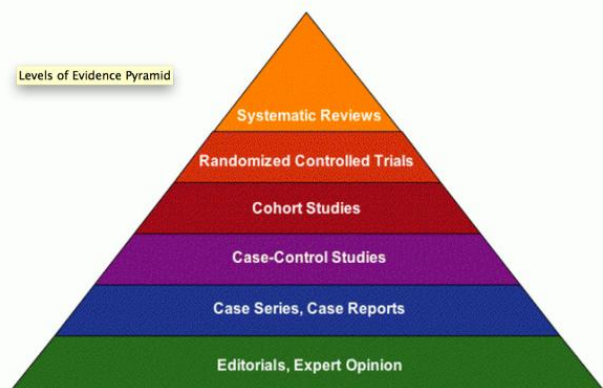 Levels of Evidence Pyramid
Systematic Reviews
Randomized Controlled Trials
Cohort Studies
Case-Control Studies
Case Series, Case Reports
Editorials, Expert Opinion